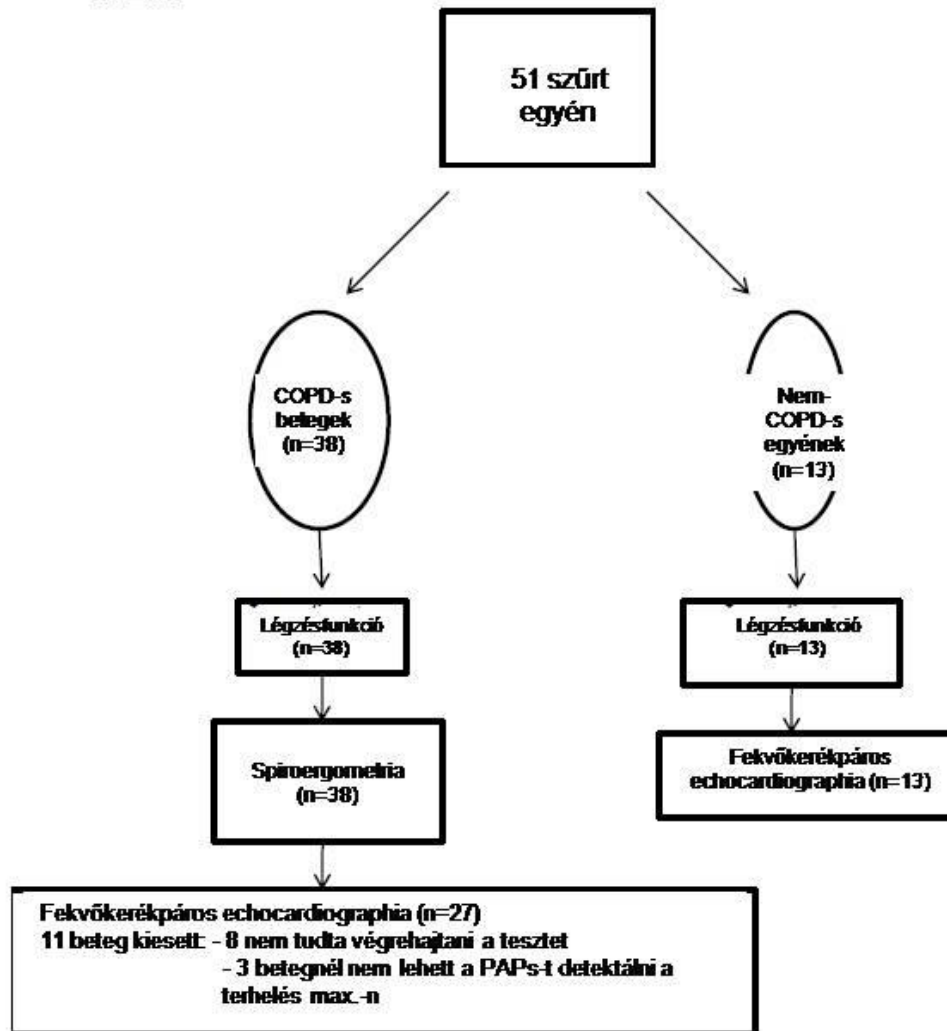 51 szűrt
egyén
COPD-s
betegek
(n=38)
Nem-
COPD-s
egyének
(n=13)
Légzésfunkció
(n=38)
Légzésfunkció
(n=13)
Spiroergometria
(n=38)
Fekvőkerékpáros
echocardiographia (n=13)
Fekvőkerékpáros echocardiographia (n=27)
11 beteg kiesett: - 8 nem tudta végrehajtani a tesztet
- 3 betegnél nem lehett a PAPs-t detektálni a
terhelés max.-n